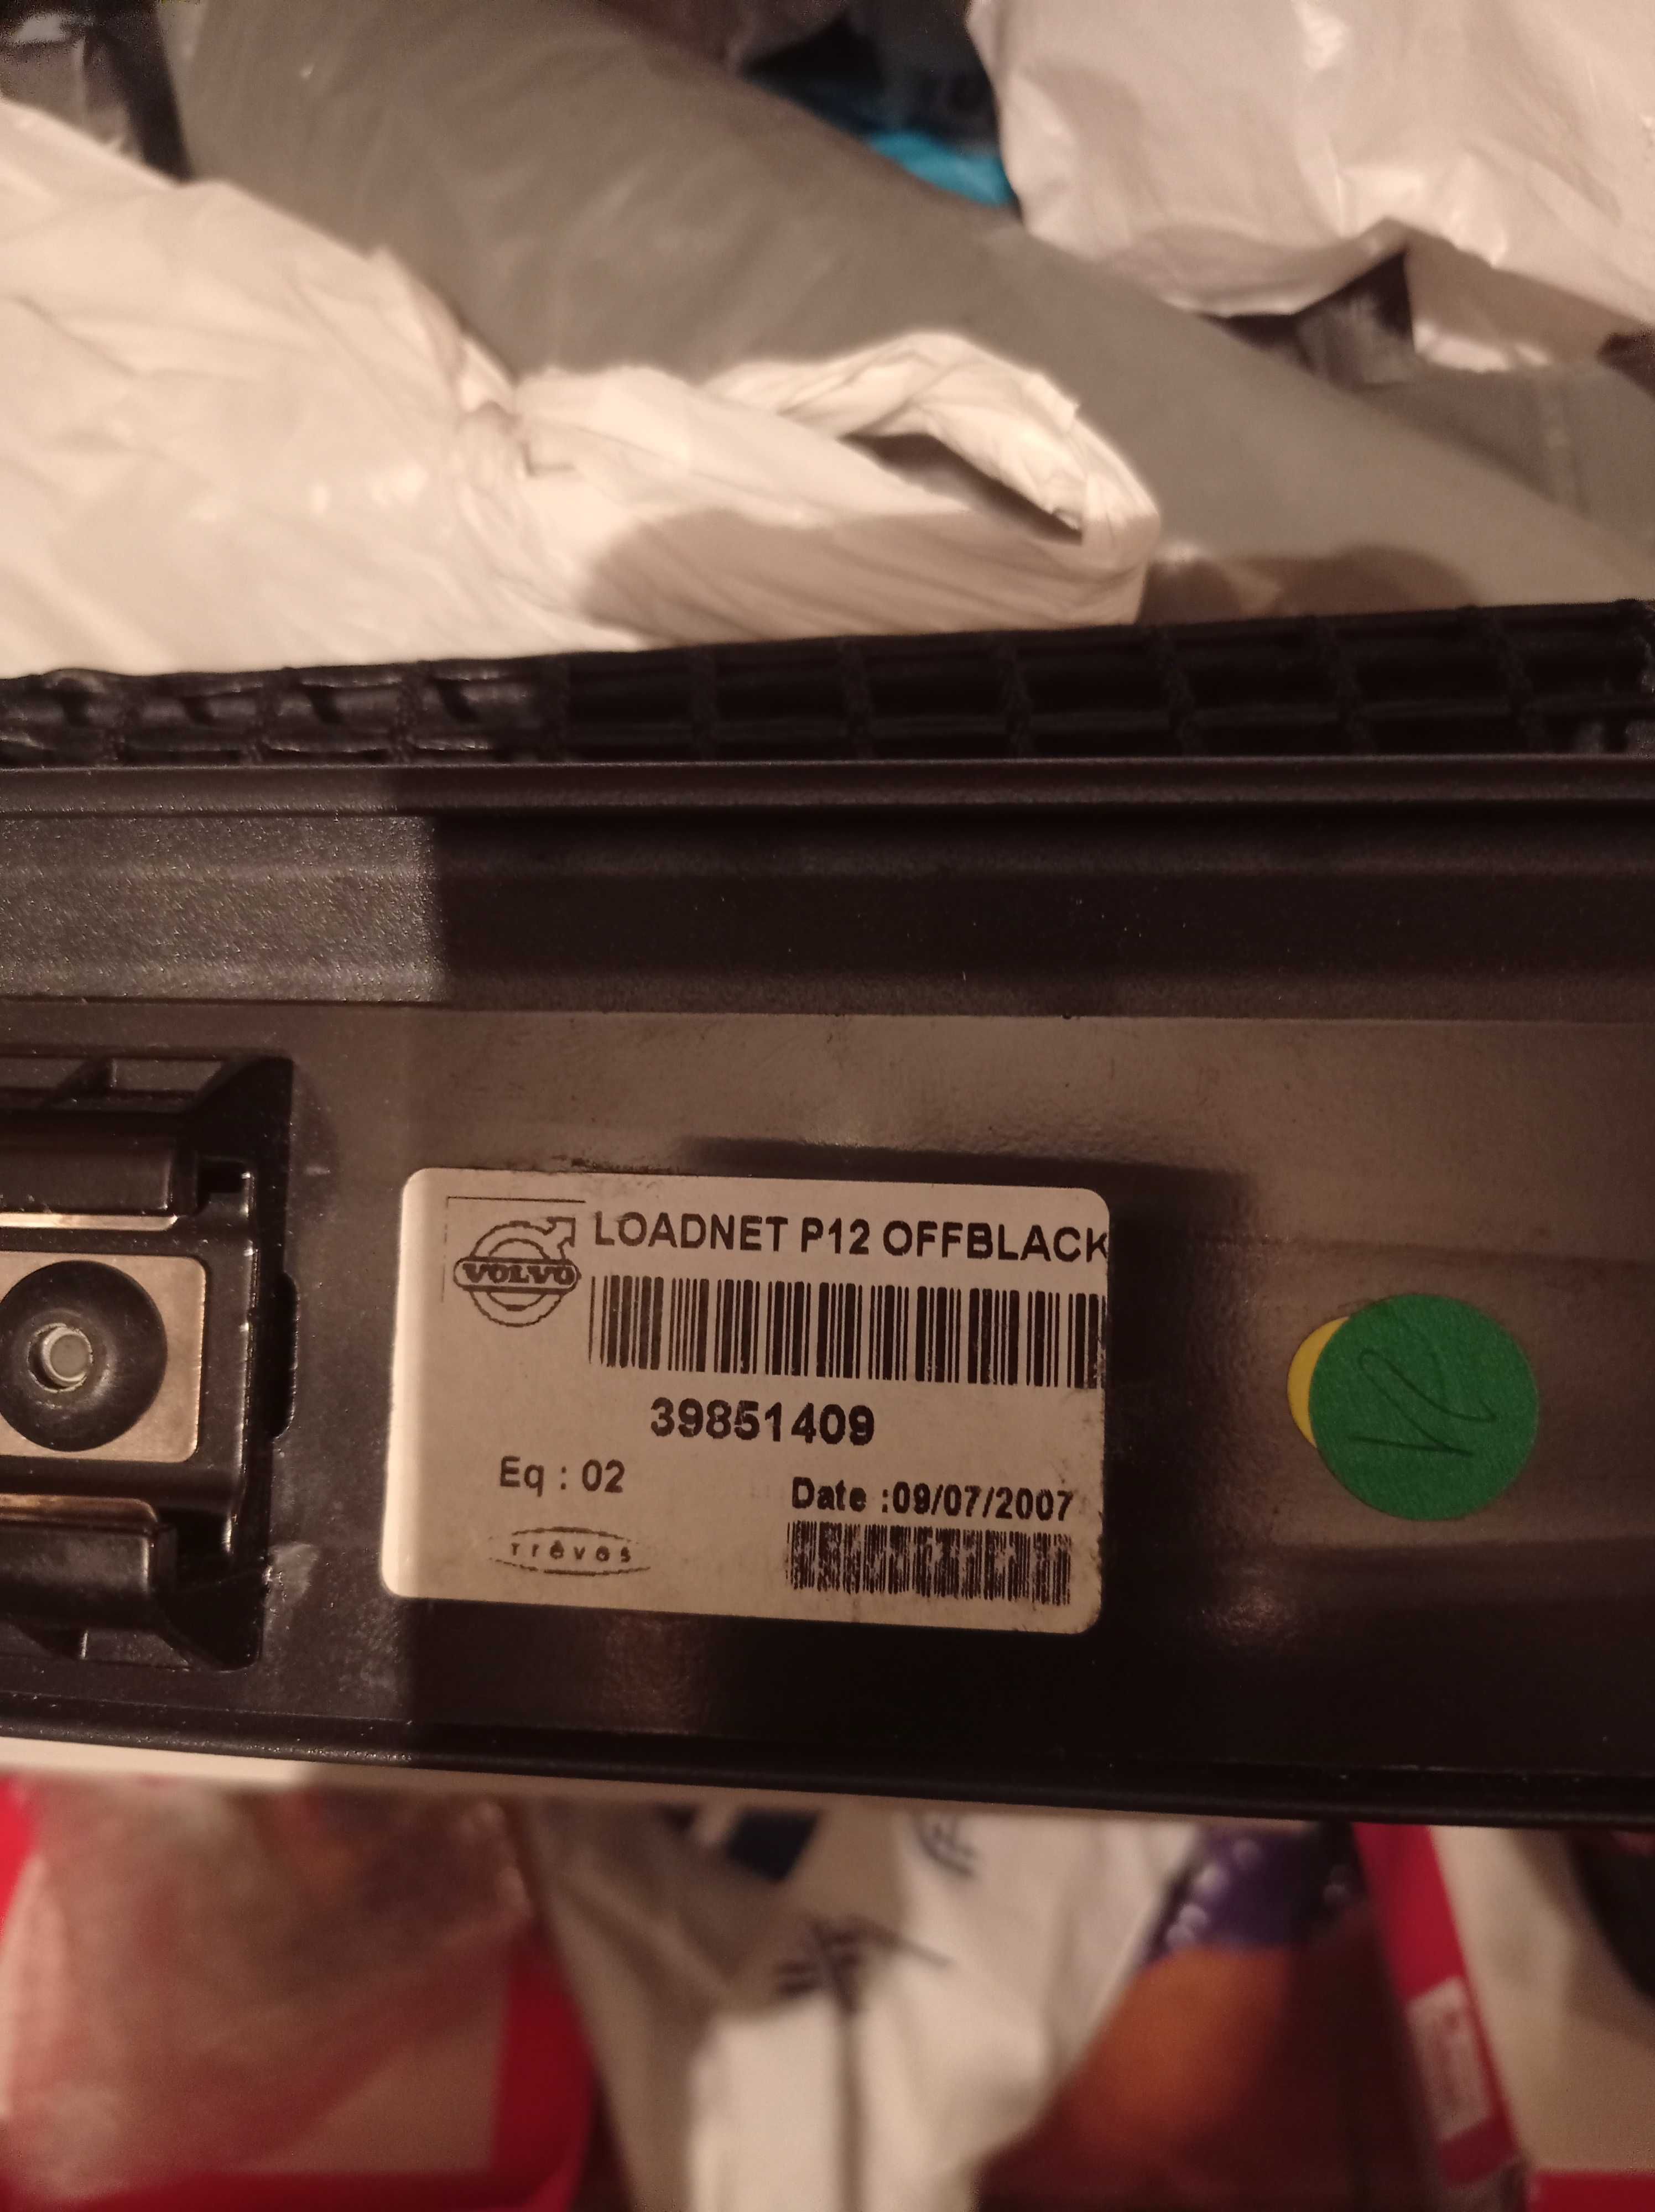 LOADNET P12 OFFBLACK
VOLVO
39851409
Eq : 02
Date :09/07/2007
Trèves